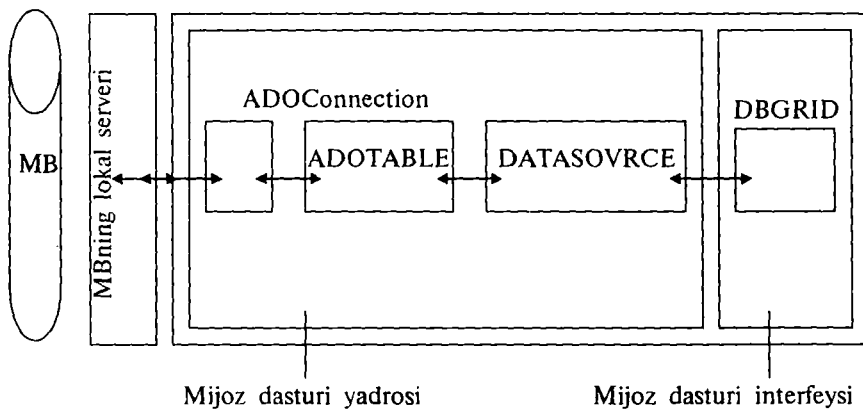 MB
MBning lokal serveri
ADOConnection
ADOTABLE
DATASOVRCE
DBGRID
Mijoz dasturi yadrosi
Mijoz dasturi interfeysi